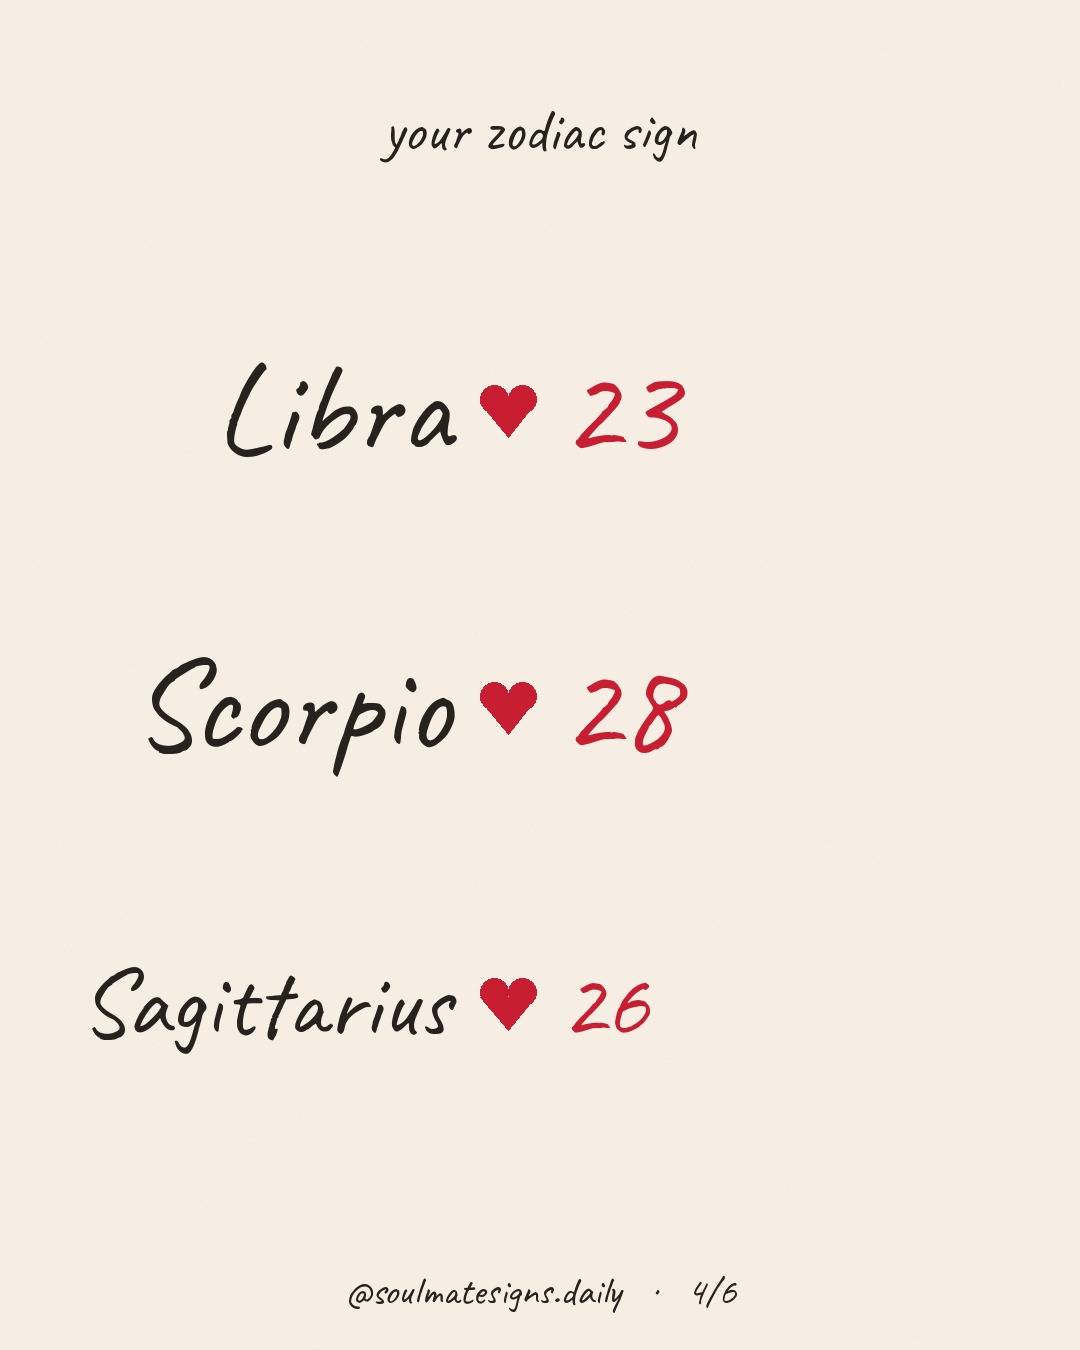 your zodiac sign
Libra ♥ 23
Scorpio ♥ 28
Sagittarius ♥ 26
@soulmatesigns.daily · 4/6